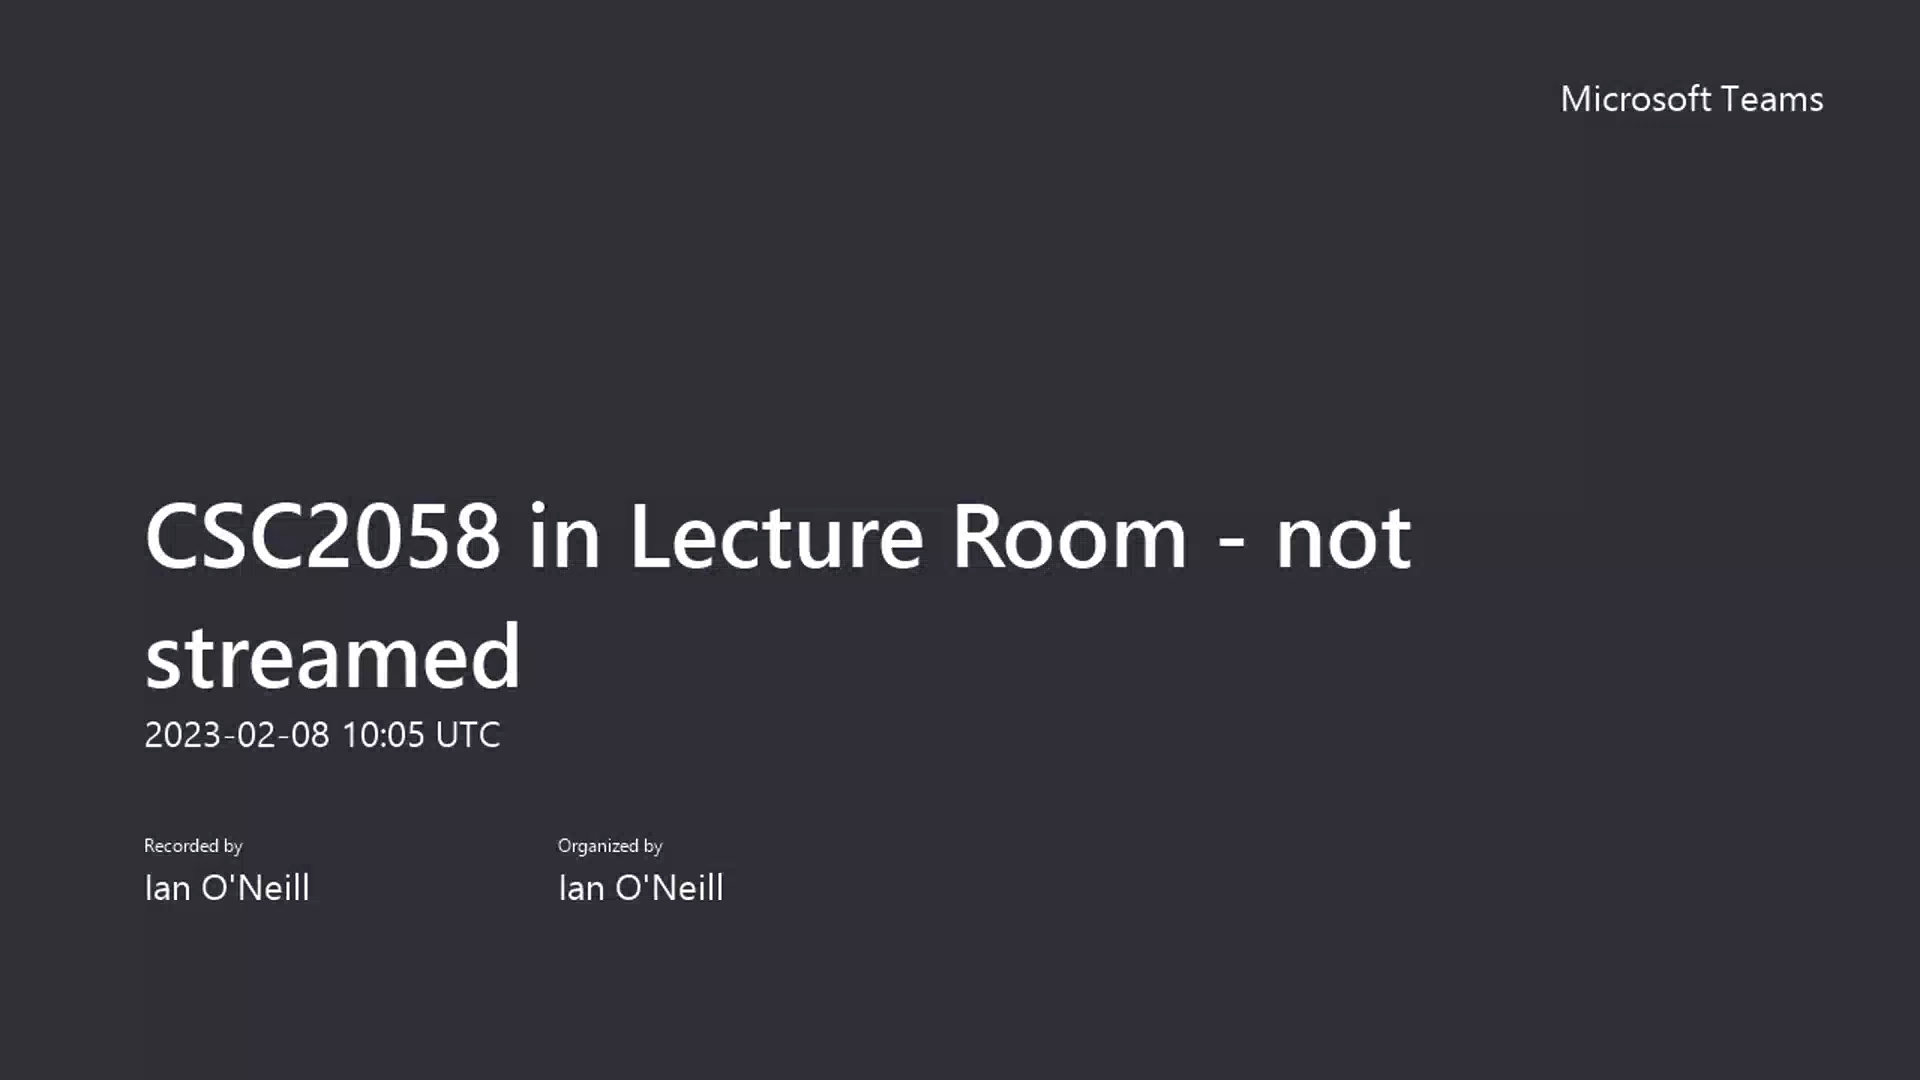 Microsoft Teams
CSC2058 in Lecture Room - not
streamed
2023-02-08 10:05 UTC
Recorded by
Organized by
Ian O'Neill
Ian O'Neill